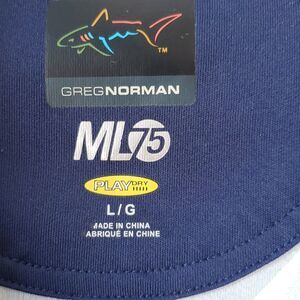 TM
GREGNORMAN
ML75
PLAYDRY
L/G
MADE IN CHINA
ABRIQUÉ EN CHINE